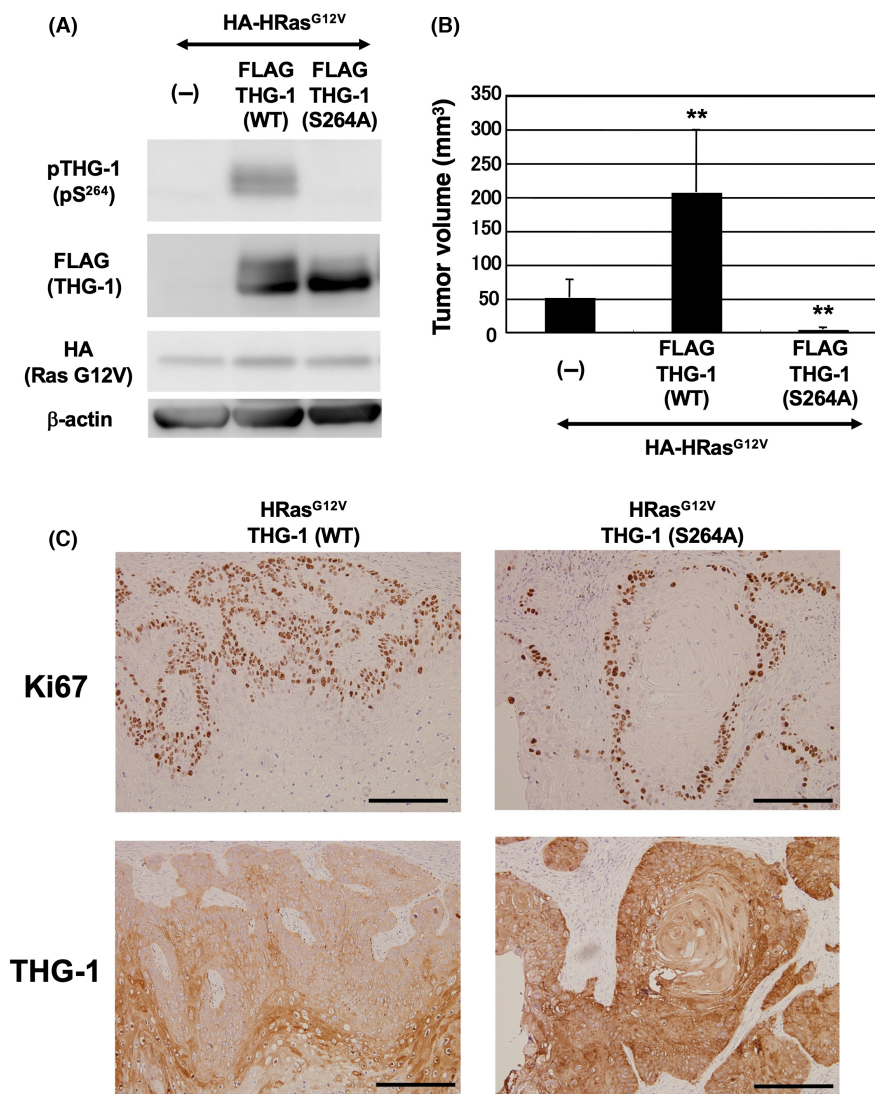 (A)
HA-HRasG12V
(–)
FLAG
THG-1
(WT)
FLAG
THG-1
(S264A)
pTHG-1
(pS264)
FLAG
(THG-1)
HA
(Ras G12V)
β-actin
(B)
Tumor volume (mm3)
350
300
250
200
150
100
50
0
**
**
(–)
FLAG
THG-1
(WT)
FLAG
THG-1
(S264A)
HA-HRasG12V
(C)
HRasG12V
THG-1 (WT)
HRasG12V
THG-1 (S264A)
Ki67
THG-1